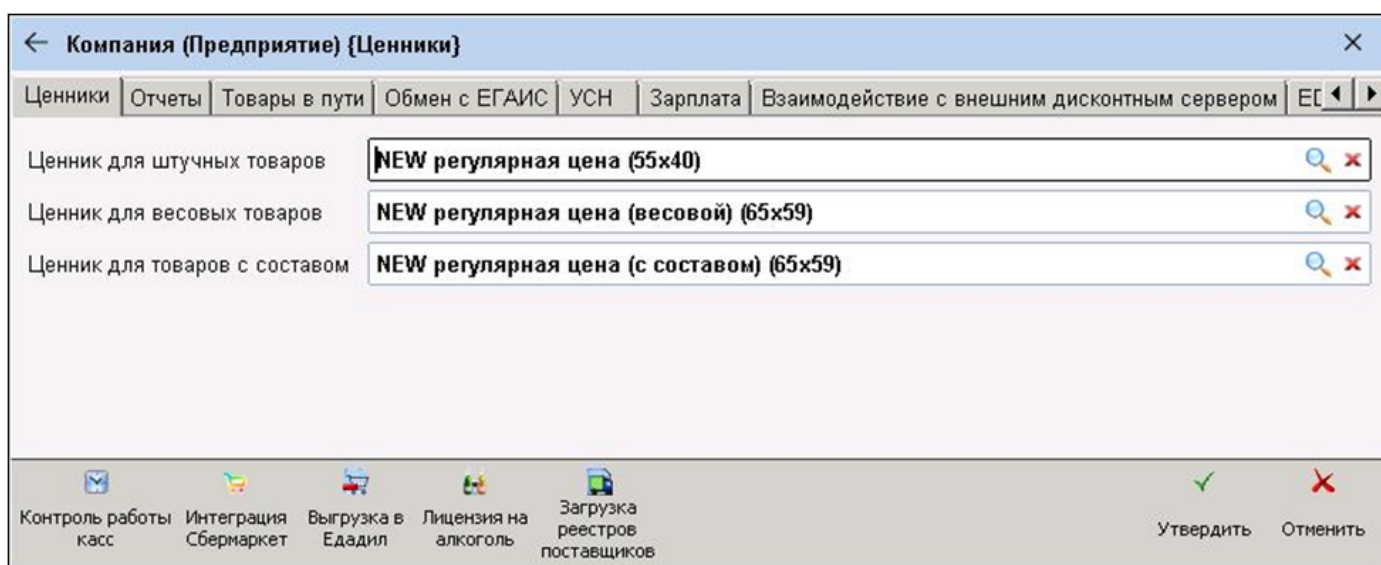 Компания (Предприятие) {Ценники}
Ценники Отчеты Товары в пути Обмен с ЕГАИС УСН Зарплата Взаимодействие с внешним дисконтным сервером
Ценник для штучных товаров NEW регулярная цена (55x40)
Ценник для весовых товаров NEW регулярная цена (весовой) (65x59)
Ценник для товаров с составом NEW регулярная цена (с составом) (65x59)
Контроль работы касс
Интеграция Сбермаркет
Выгрузка в Едадил
Лицензия на алкоголь
Загрузка реестров поставщиков
Утвердить
Отменить